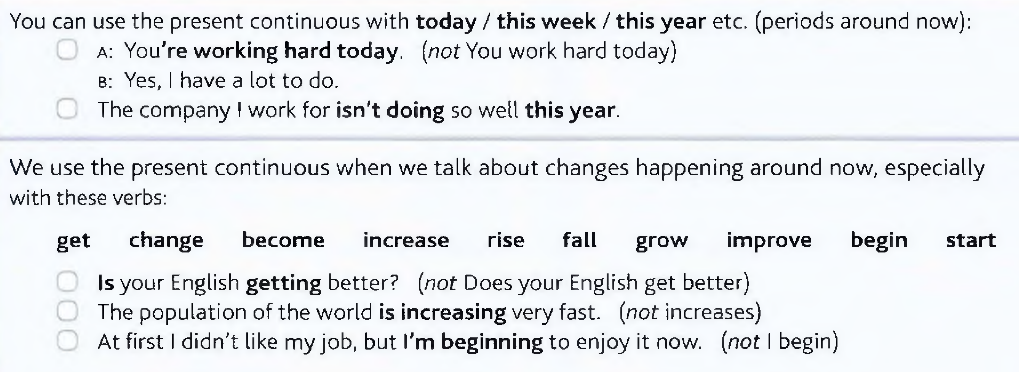 You can use the present continuous with today / this week / this year etc. (periods around now):
A: You're working hard today. (not You work hard today)
B: Yes, I have a lot to do.
The company I work for isn't doing so well this year.
We use the present continuous when we talk about changes happening around now, especially
with these verbs:
get change become increase rise fall grow improve begin start
Is your English getting better? (not Does your English get better)
The population of the world is increasing very fast. (not increases)
At first I didn't like my job, but I'm beginning to enjoy it now. (not I begin)